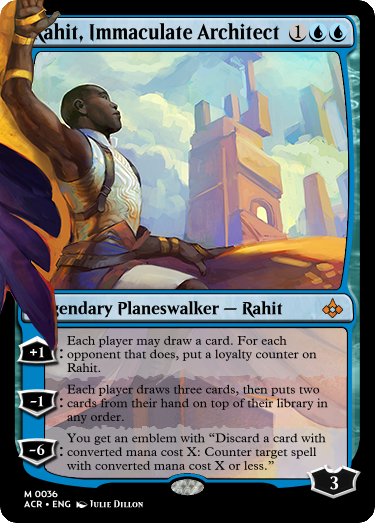 Rahit, Immaculate Architect 1
Legendary Planeswalker — Rahit
+1: Each player may draw a card. For each
opponent that does, put a loyalty counter on
Rahit.
-1: Each player draws three cards, then puts two
cards from their hand on top of their library in
any order.
-6: You get an emblem with “Discard a card with
converted mana cost X: Counter target spell
with converted mana cost X or less.”
3
M 0036
ACR • ENG Julie Dillon